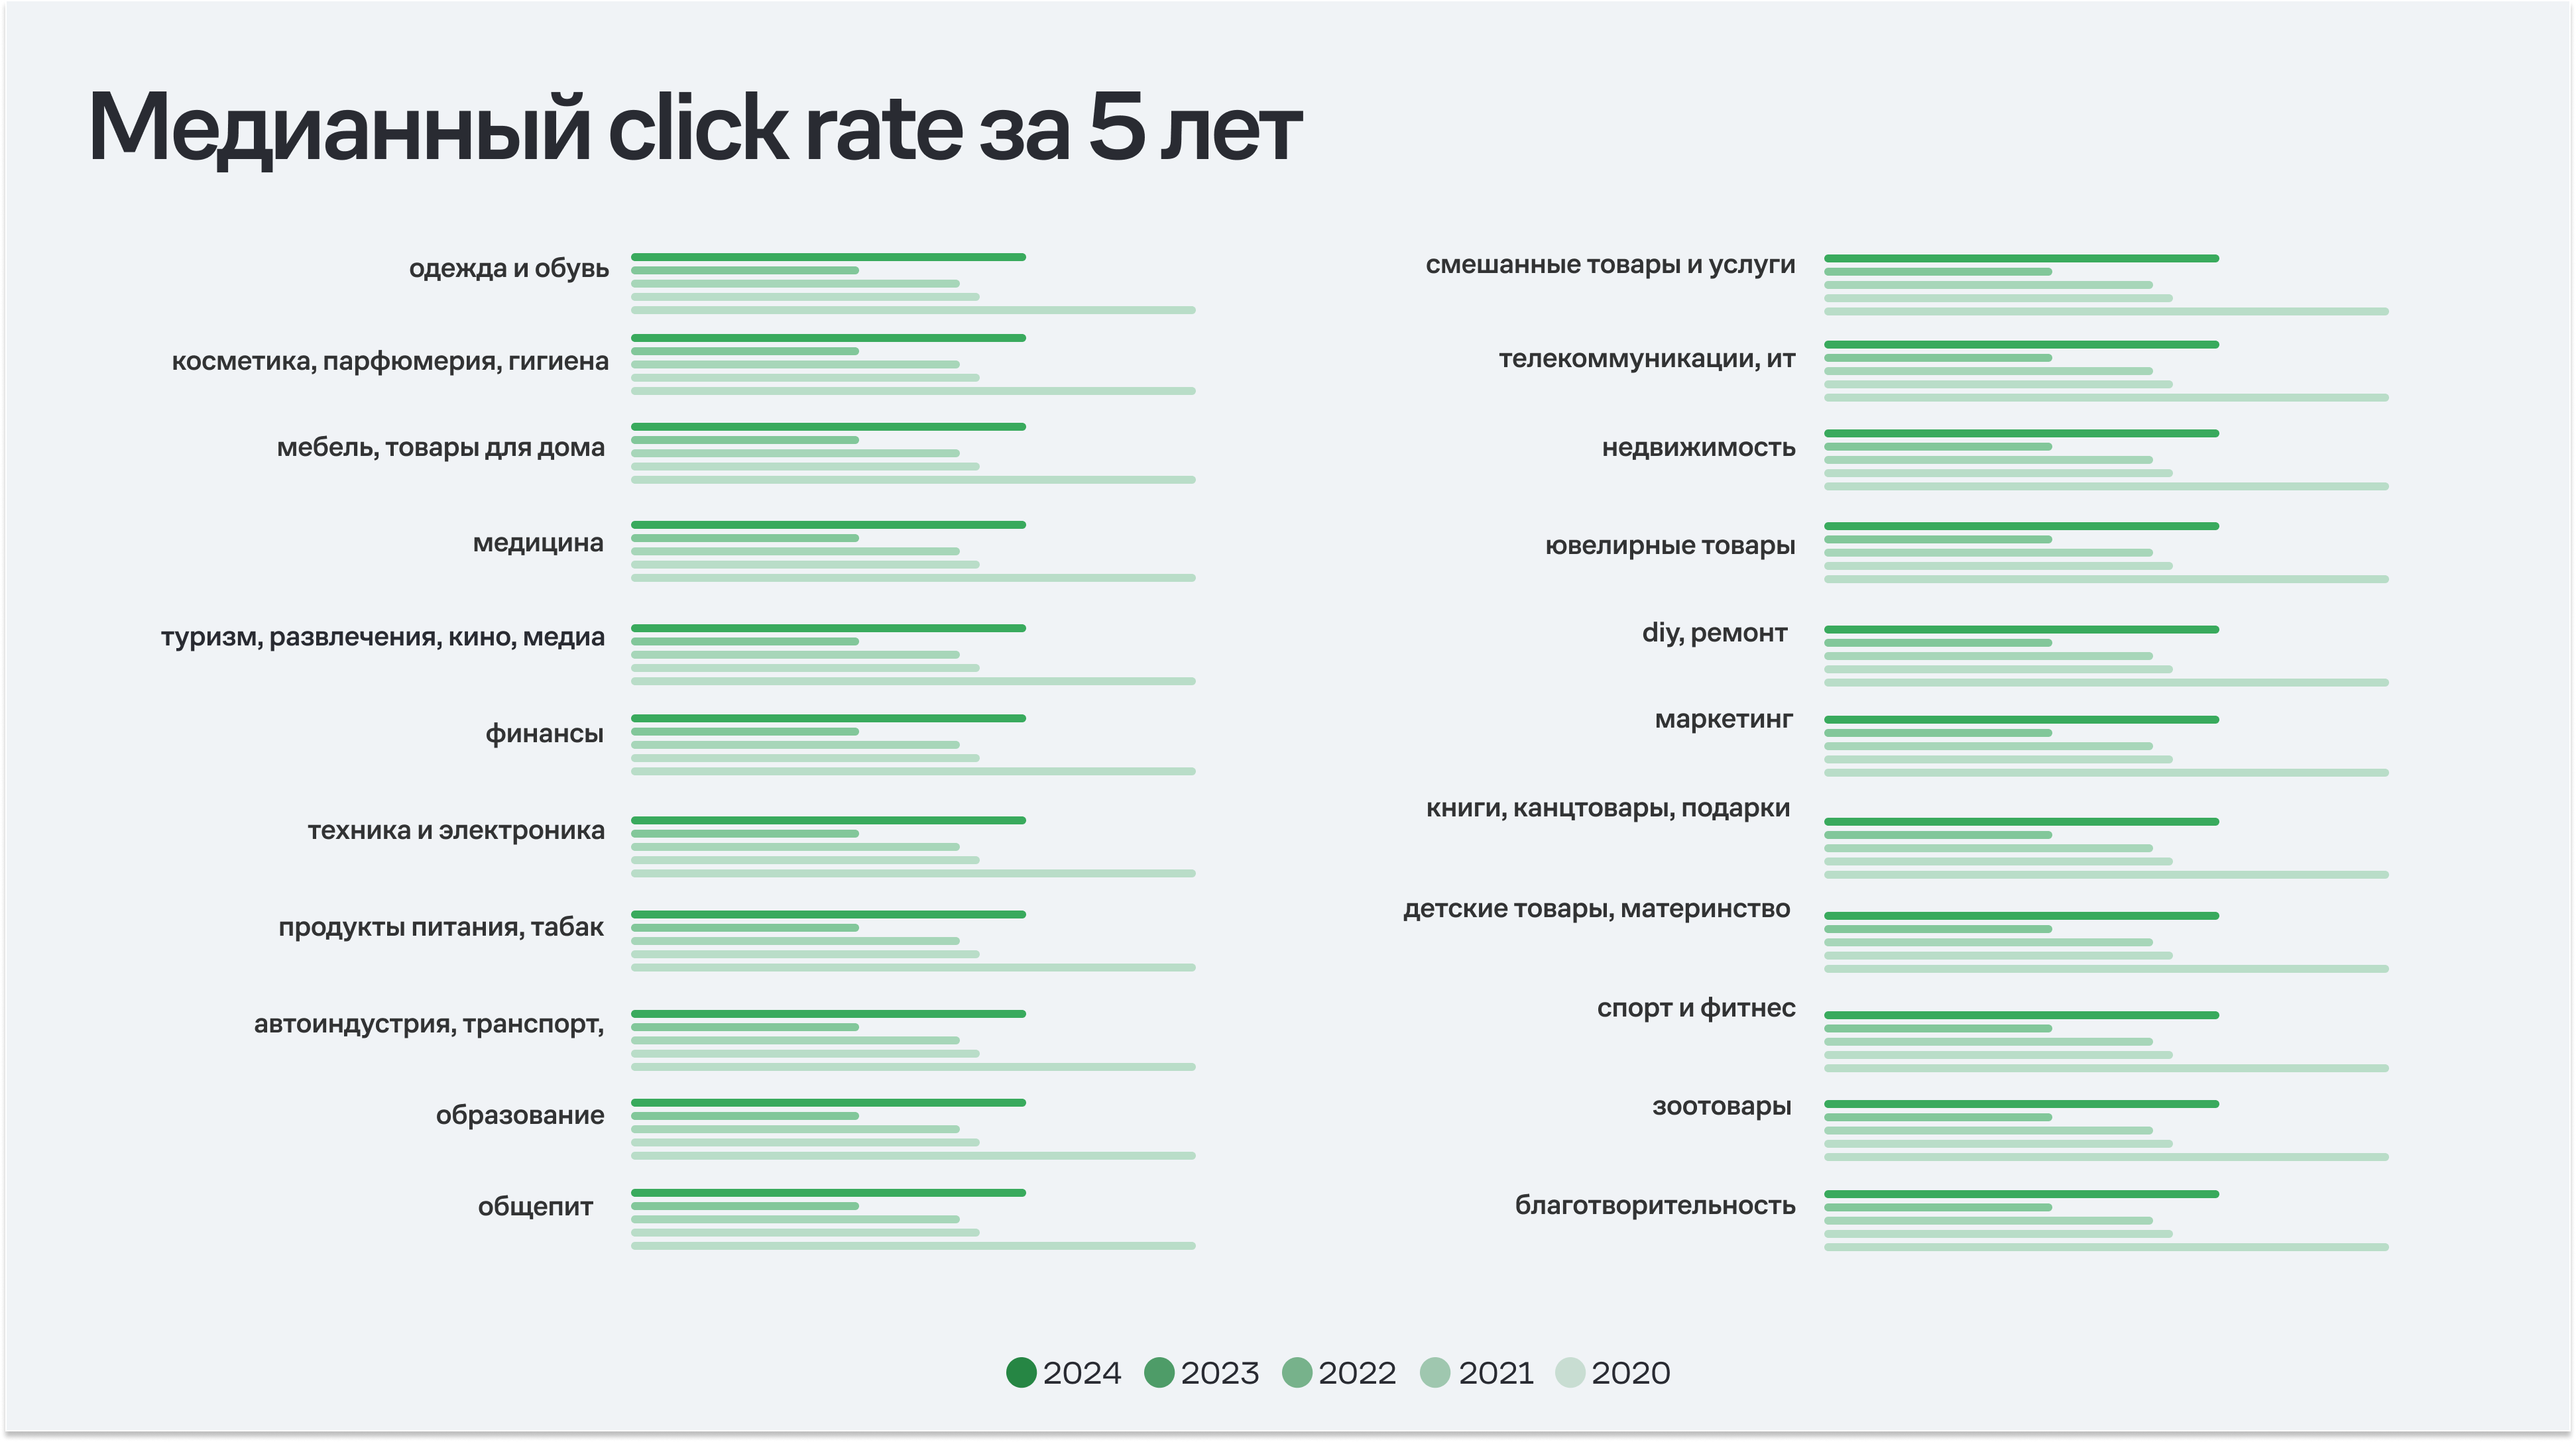 Медианный click rate за 5 лет
одежда и обувь
косметика, парфюмерия, гигиена
мебель, товары для дома
медицина
туризм, развлечения, кино, медиа
финансы
техника и электроника
продукты питания, табак
автоиндустрия, транспорт,
образование
общепит
смешанные товары и услуги
телекоммуникации, ит
недвижимость
ювелирные товары
diy, ремонт
маркетинг
книги, канцтовары, подарки
детские товары, материнство
спорт и фитнес
зоотовары
благотворительность
2024 2023 2022 2021 2020